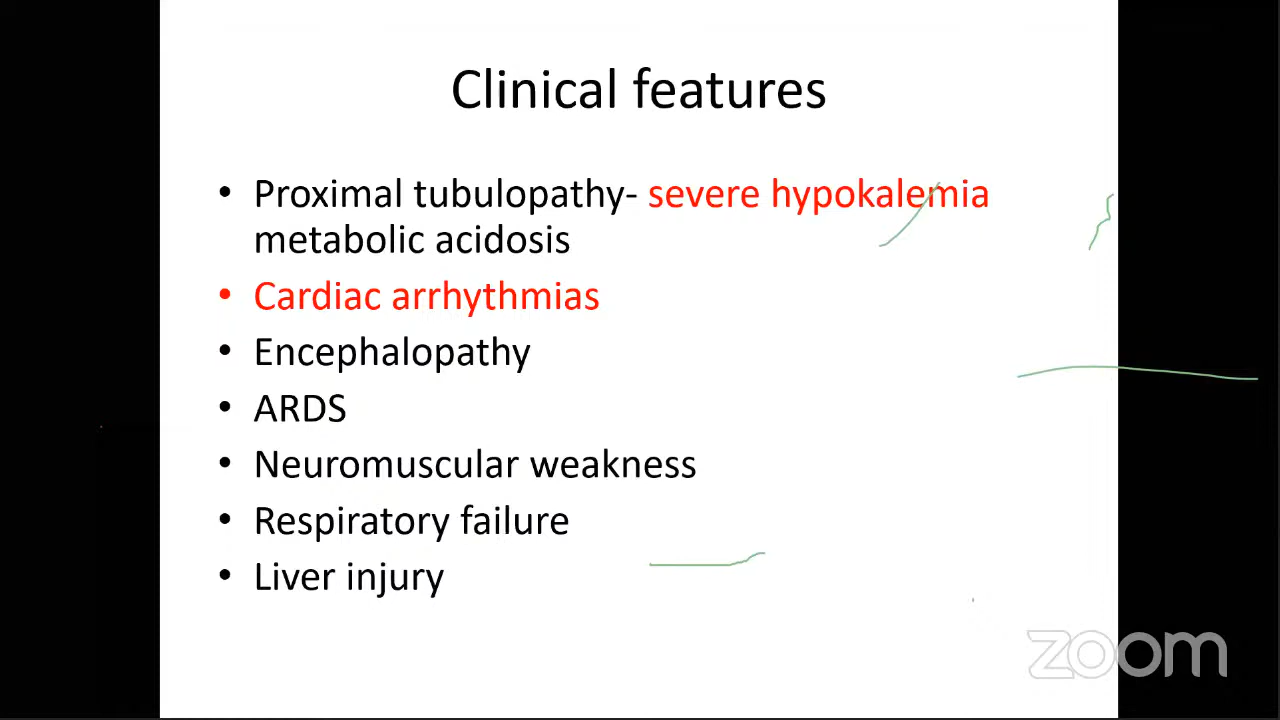 Clinical features
• Proximal tubulopathy- severe hypokalemia
metabolic acidosis
• Cardiac arrhythmias
• Encephalopathy
• ARDS
• Neuromuscular weakness
• Respiratory failure
• Liver injury
zoom